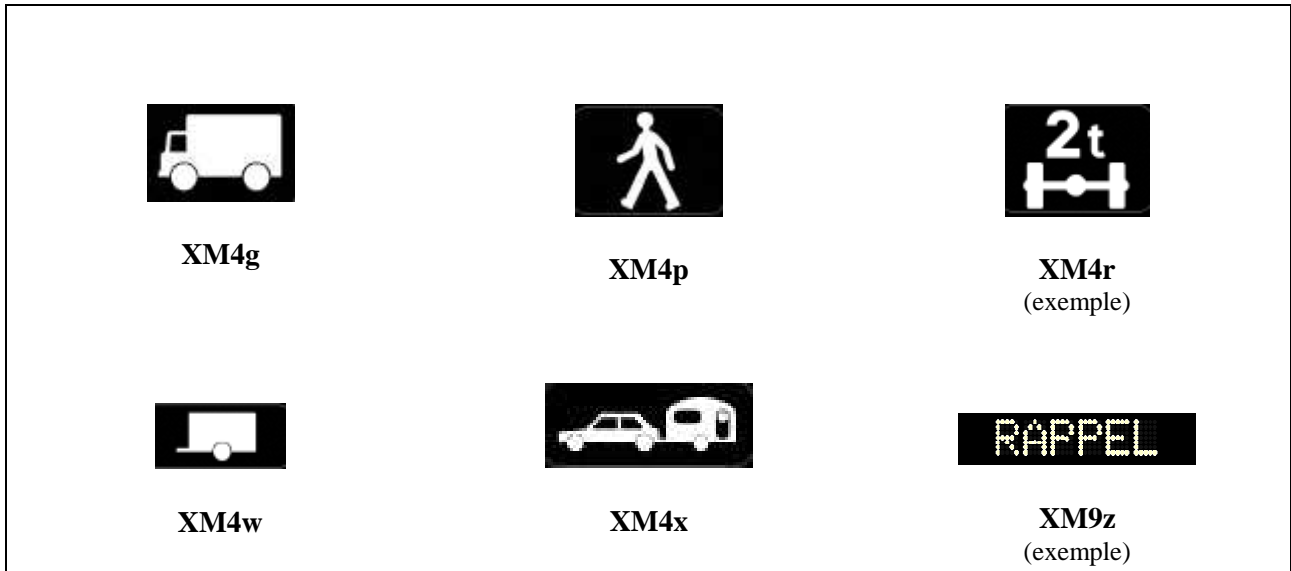 2t
XM4g
XM4p
XM4r
(exemple)
RAPPEL
XM4w
XM4x
XM9z
(exemple)